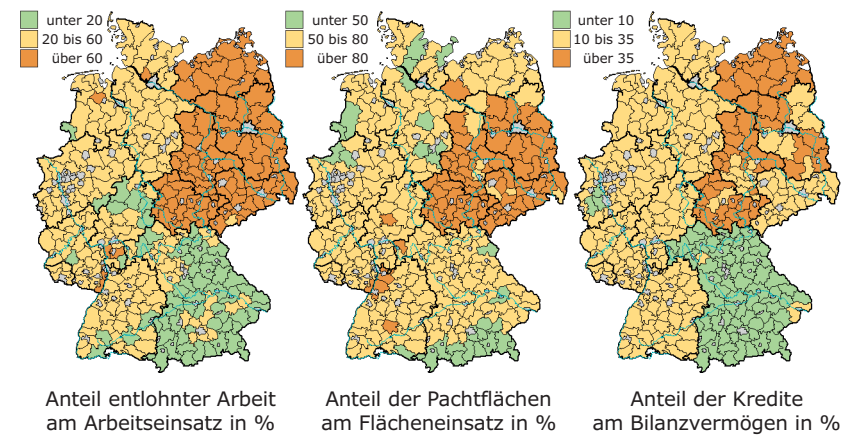 unter 20
20 bis 60
über 60
unter 50
50 bis 80
über 80
unter 10
10 bis 35
über 35
Anteil entlohnter Arbeit
am Arbeitseinsatz in %
Anteil der Pachtflächen
am Flächeneinsatz in %
Anteil der Kredite
am Bilanzvermögen in %